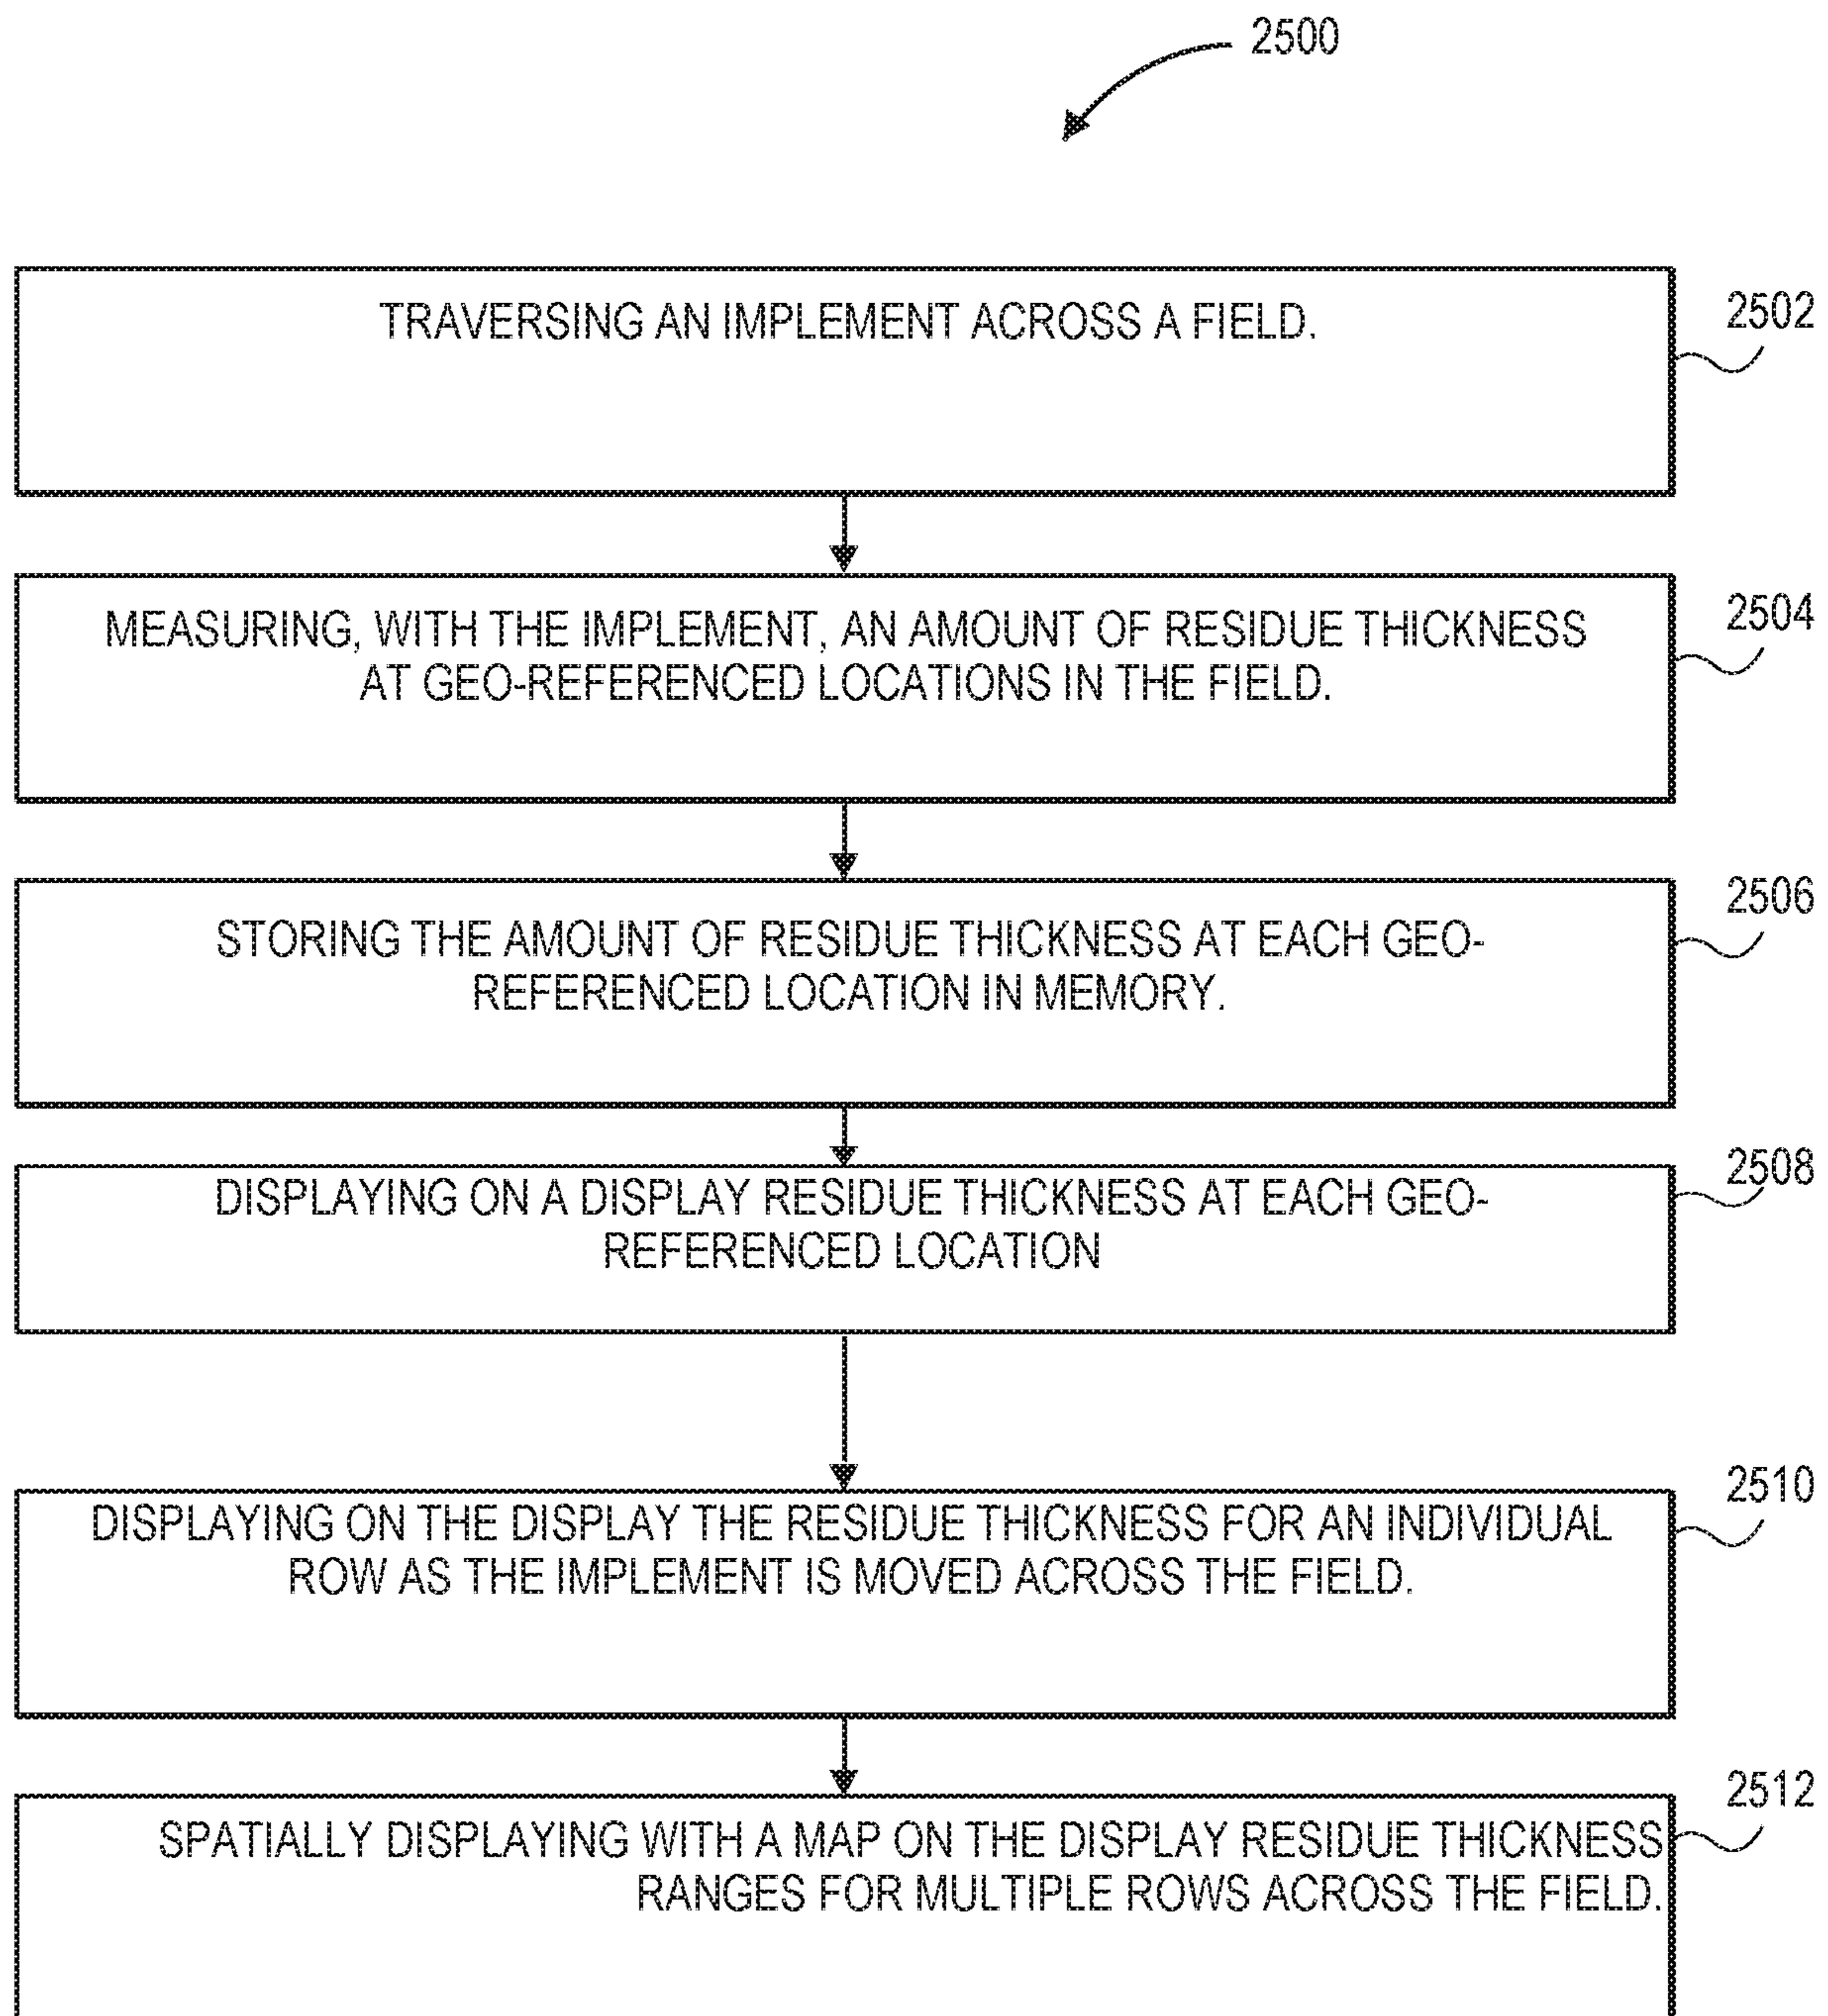 2500
TRAVERSING AN IMPLEMENT ACROSS A FIELD.
2502
MEASURING, WITH THE IMPLEMENT, AN AMOUNT OF RESIDUE THICKNESS
AT GEO-REFERENCED LOCATIONS IN THE FIELD.
2504
STORING THE AMOUNT OF RESIDUE THICKNESS AT EACH GEO-
REFERENCED LOCATION IN MEMORY.
2506
DISPLAYING ON A DISPLAY RESIDUE THICKNESS AT EACH GEO-
REFERENCED LOCATION
2508
DISPLAYING ON THE DISPLAY THE RESIDUE THICKNESS FOR AN INDIVIDUAL
ROW AS THE IMPLEMENT IS MOVED ACROSS THE FIELD.
2510
SPATIALLY DISPLAYING WITH A MAP ON THE DISPLAY RESIDUE THICKNESS
RANGES FOR MULTIPLE ROWS ACROSS THE FIELD.
2512